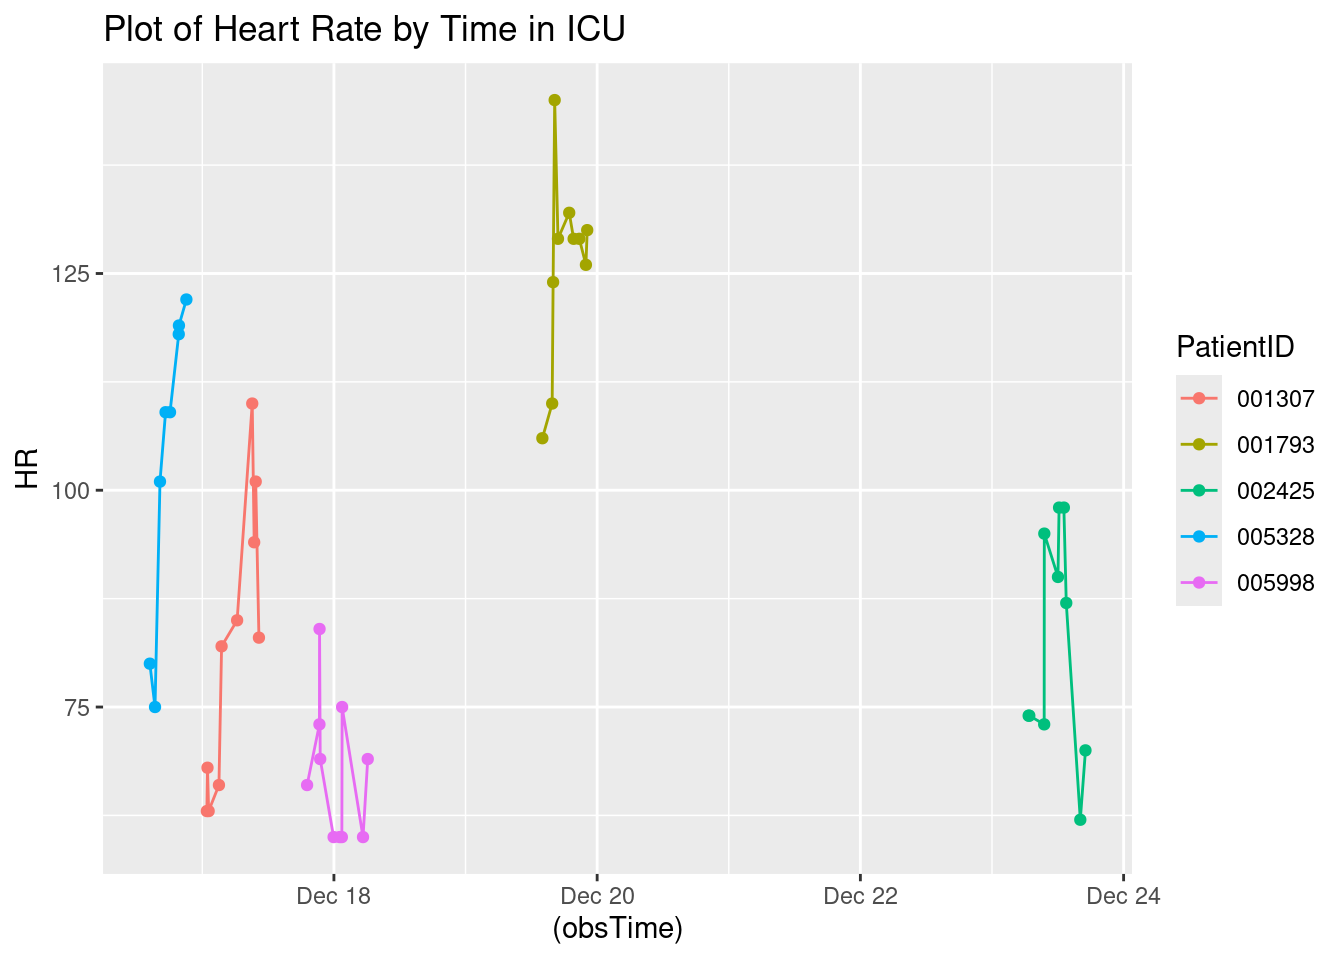 Plot of Heart Rate by Time in ICU
125
100
75
HR
Dec 18
Dec 20
Dec 22
Dec 24
(obsTime)
PatientID
001307
001793
002425
005328
005998